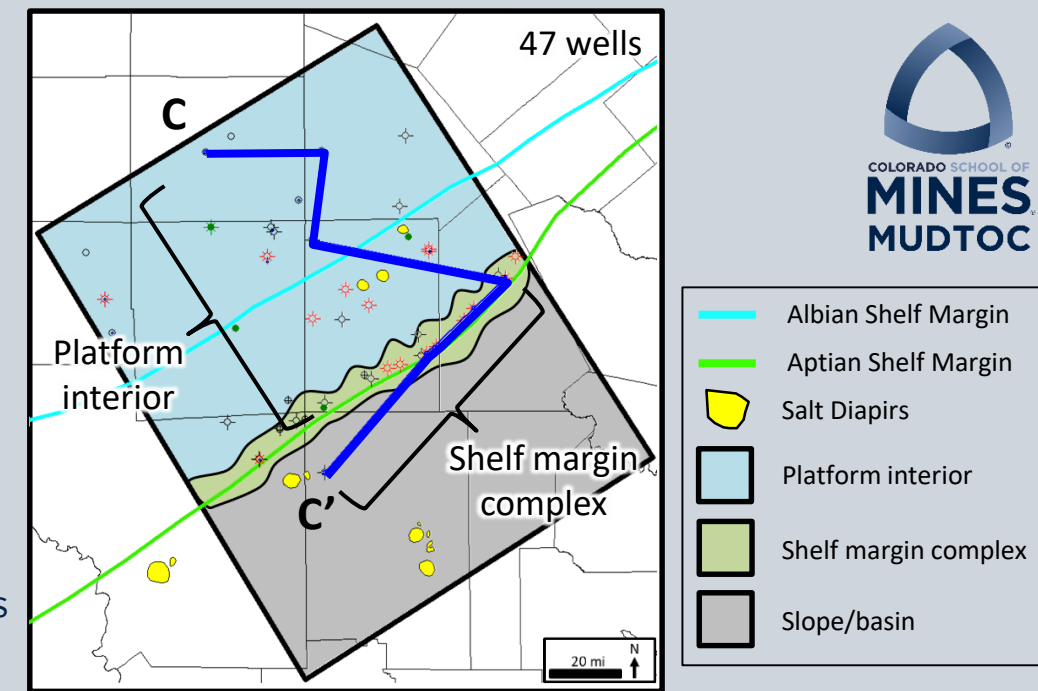 47 wells
C
Platform
interior
Shelf margin
complex
C’
20 mi
N
s
COLORADO SCHOOL OF
MINES
MUDTOC
Albian Shelf Margin
Aptian Shelf Margin
Salt Diapirs
Platform interior
Shelf margin complex
Slope/basin